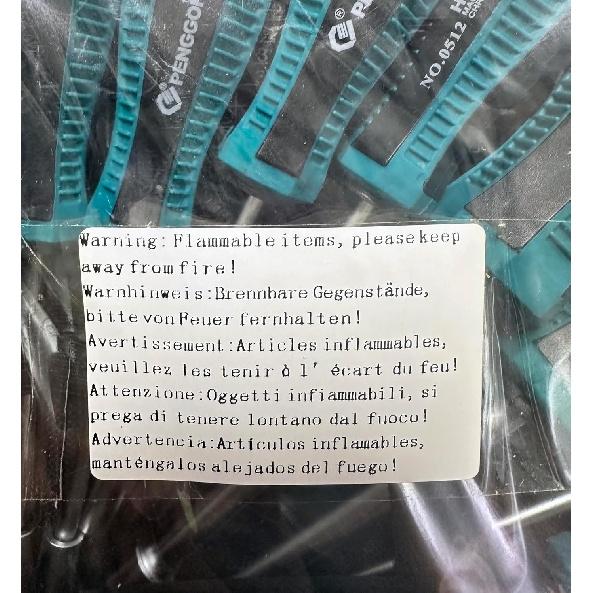 PENGGO
PENG
NO.0512
Warning: Flammable items, please keep
away from fire!
Warnhinweis:Brennbare Gegenstände,
bitte von Feuer fernhalten!
Avertissement:Articles inflammables,
veuillez les tenir à l' écart du feu!
Attenzione:Oggetti infiammabili, si
prega di tenere lontano dal fuoco!
Advertencia:Artículos inflamables,
manténgalos alejados del fuego!